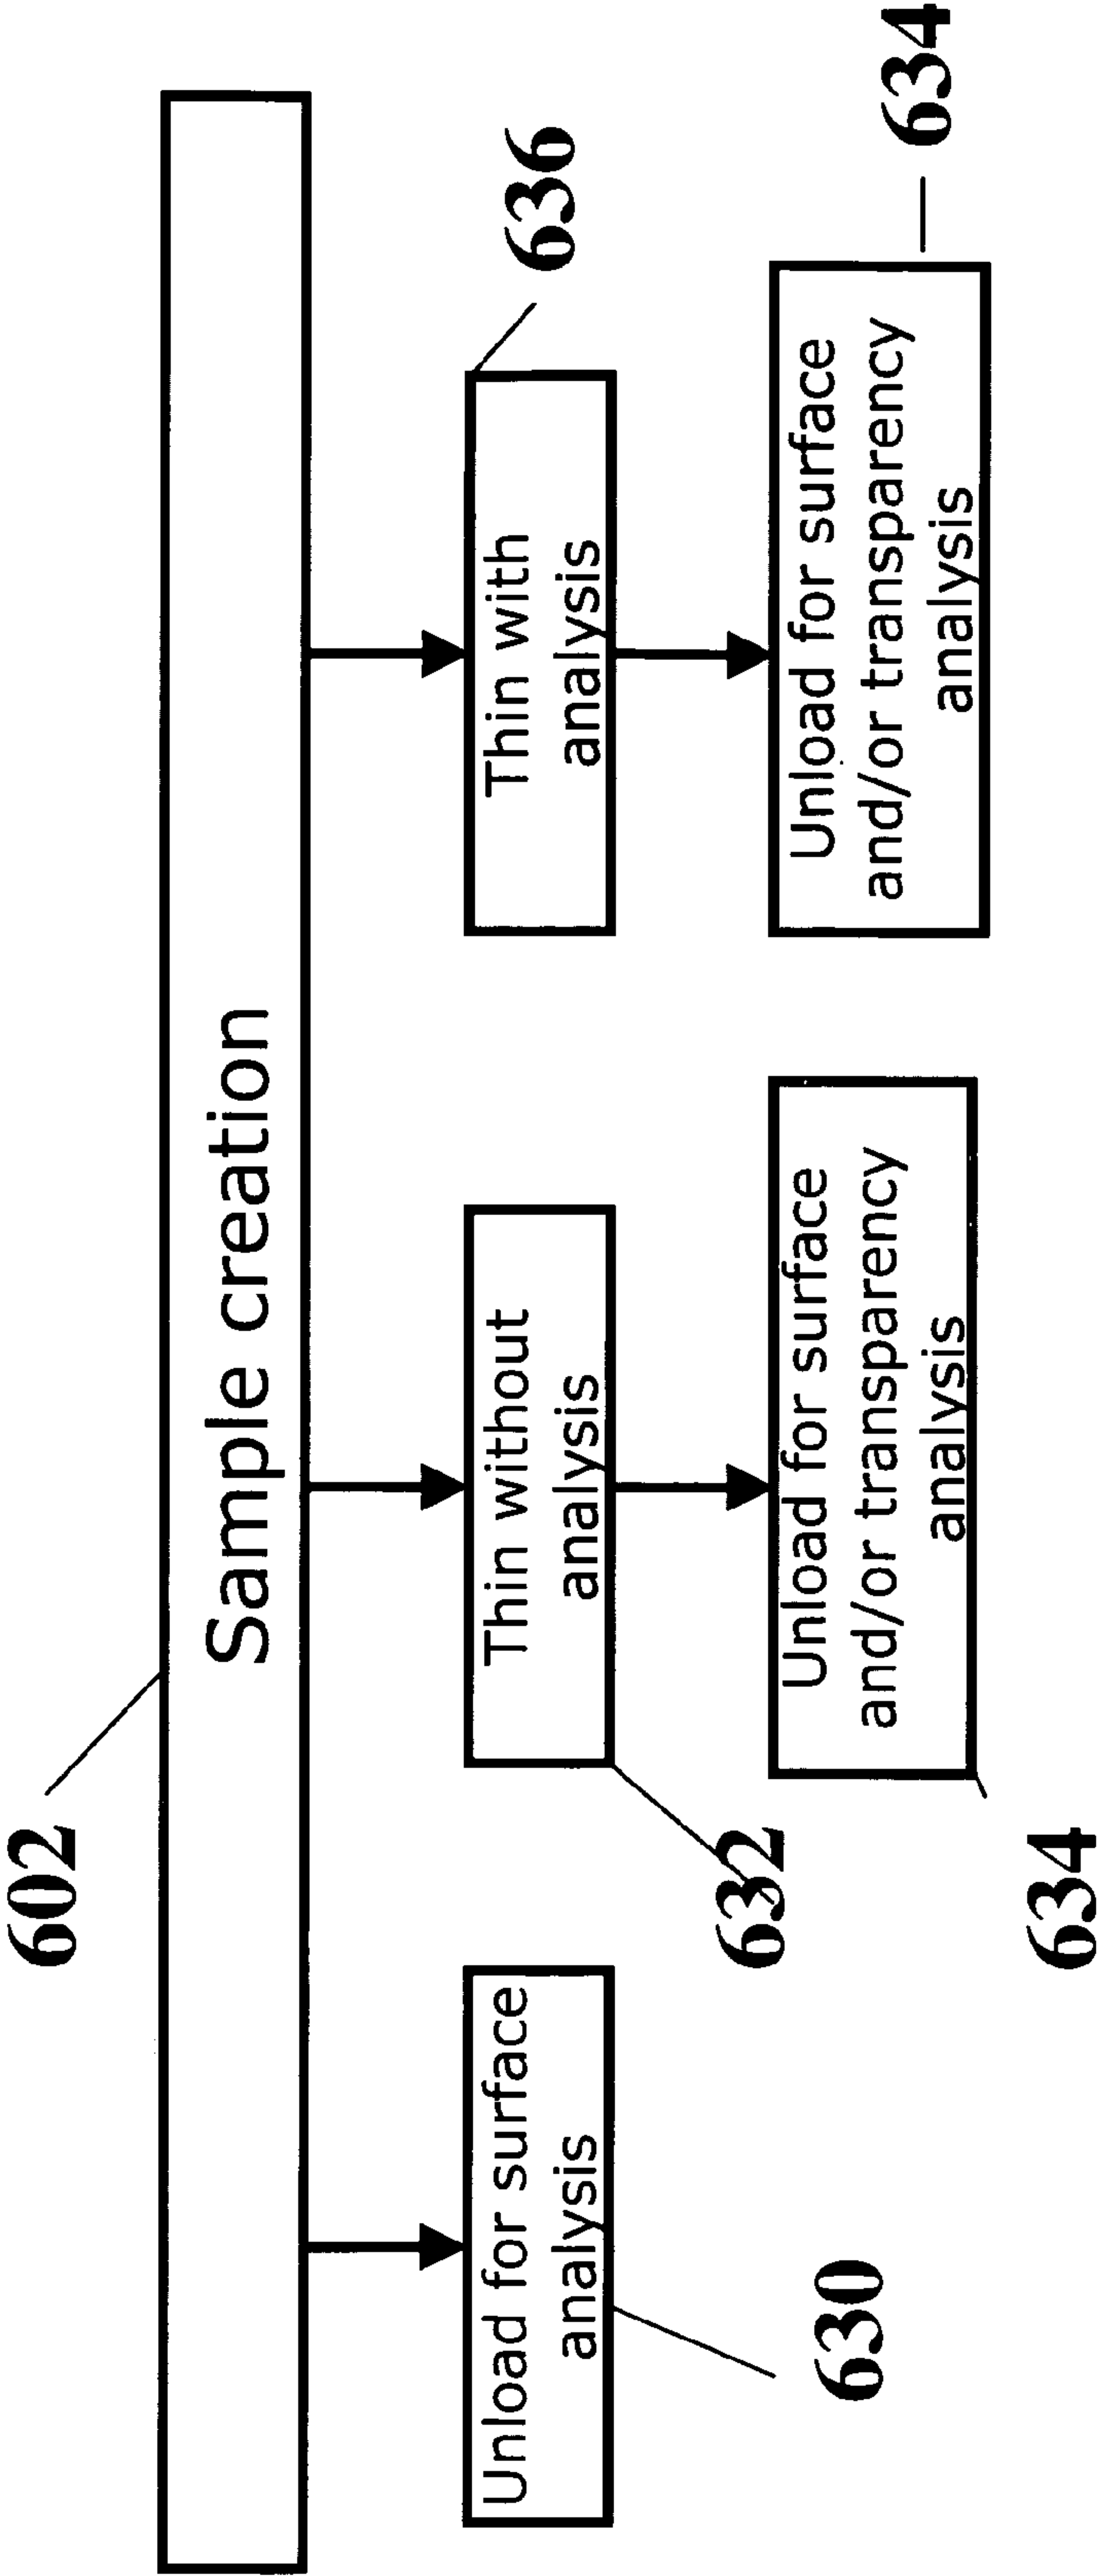 602
Sample creation
Unload for surface
analysis
630
Thin without
analysis
632
Thin with
analysis
636
Unload for surface
and/or transparency
analysis
634
Unload for surface
and/or transparency
analysis
634